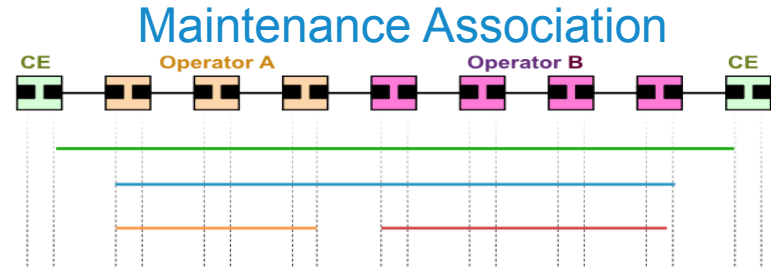 Maintenance Association
CE Operator A Operator B CE